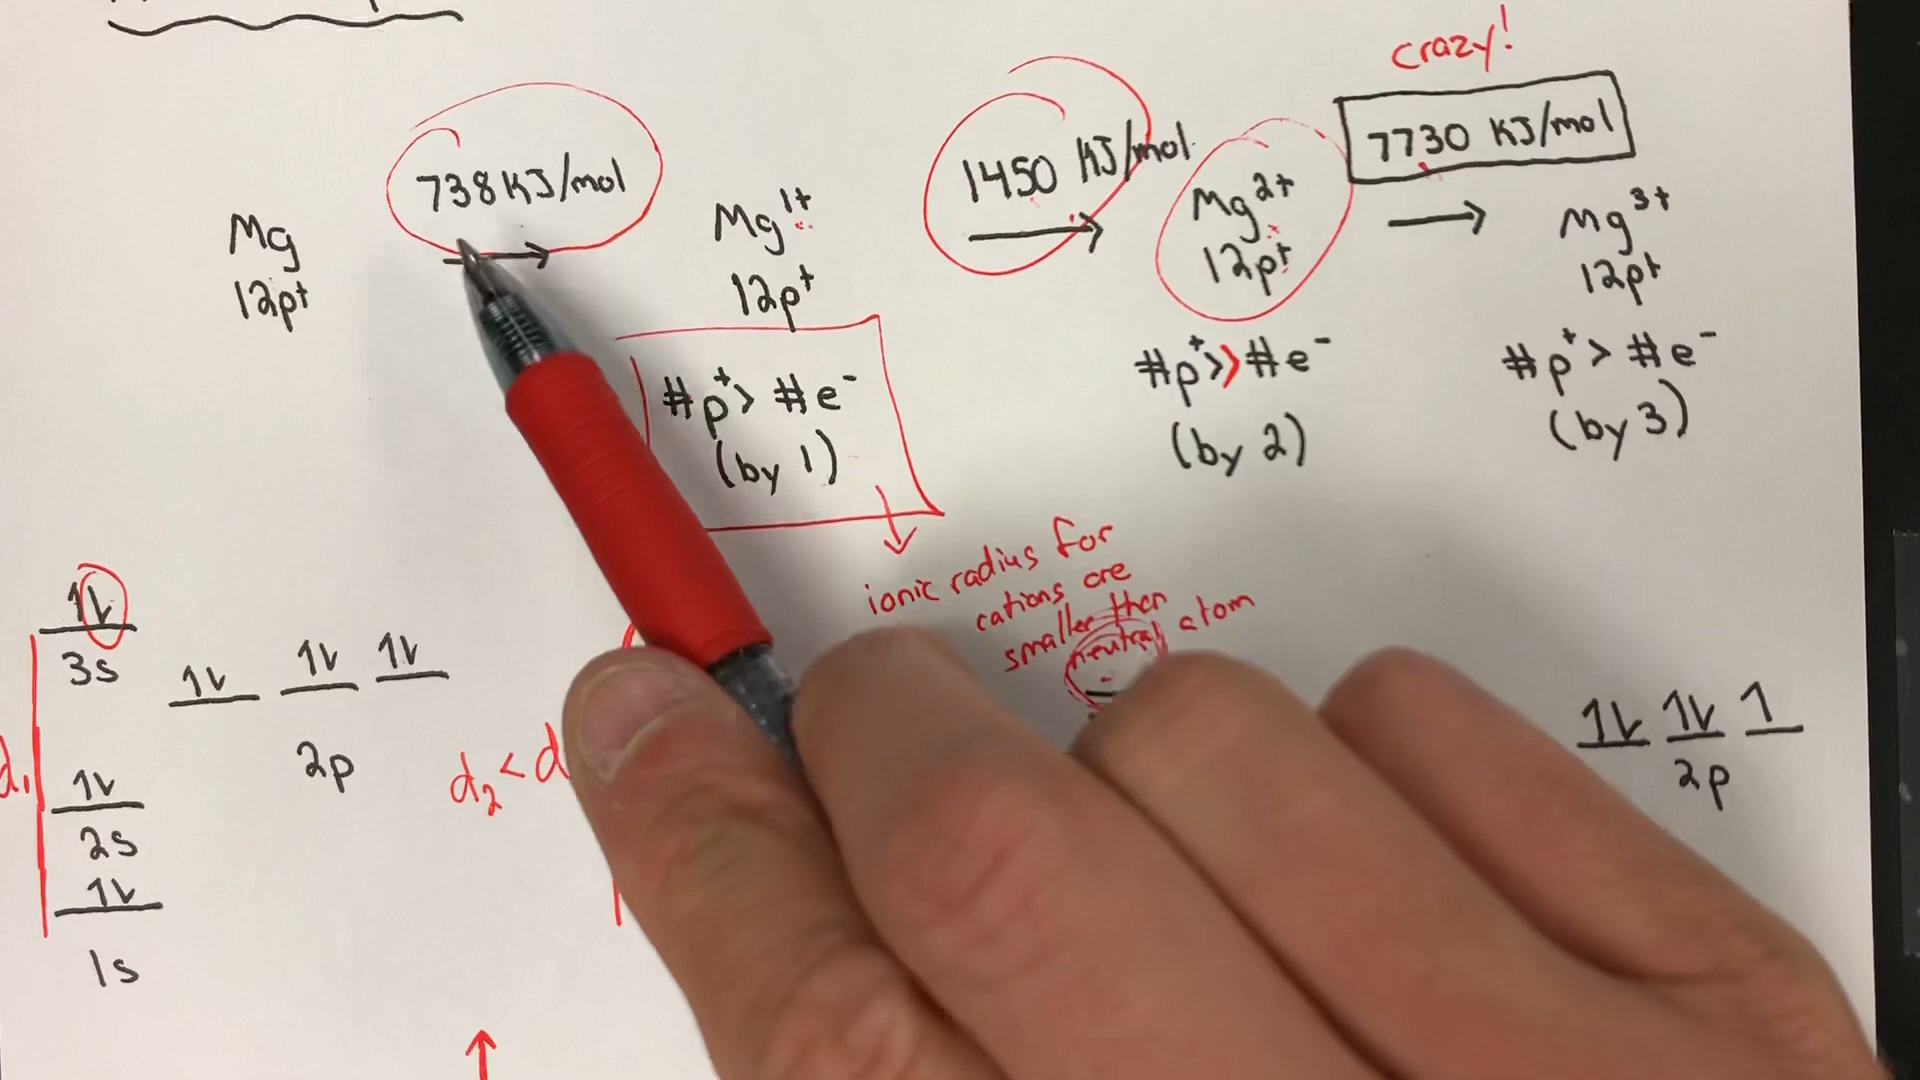 crazy!
738 KJ/mol
1450 KJ/mol
7730 KJ/mol
Mg
12p+
Mg1+
12p+
Mg2+
12p+
Mg3+
12p+
#p+> #e-
(by 1)
#p+>> #e-
(by 2)
#p+> #e-
(by 3)
ionic radius for
cations are
smaller then
neutral atom
1⇂
3s
1⇂ 1⇂ 1⇂
2p
1⇂
2s
1⇂
1s
d1
d2 < d
1⇂ 1⇂ 1
2p